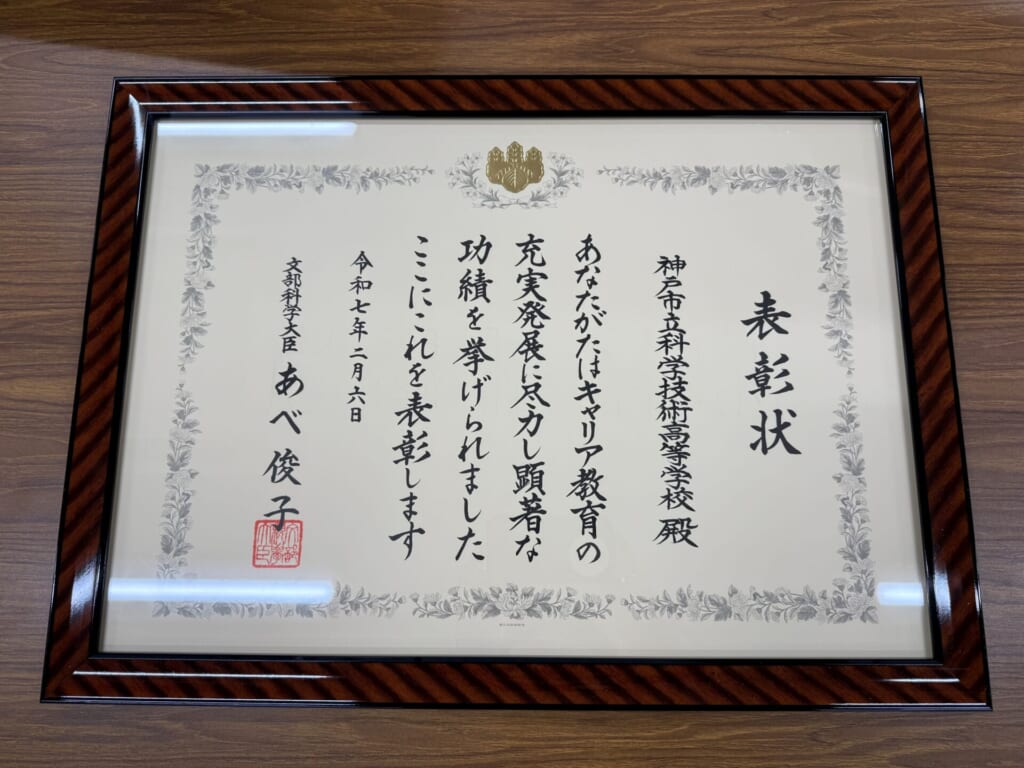 表彰状
神戸市立科学技術高等学校 殿
あなたがたはキャリア教育の
充実発展に尽力し顕著な
功績を挙げられました
ここにこれを表彰します
令和七年二月六日
文部科学大臣 あべ俊子